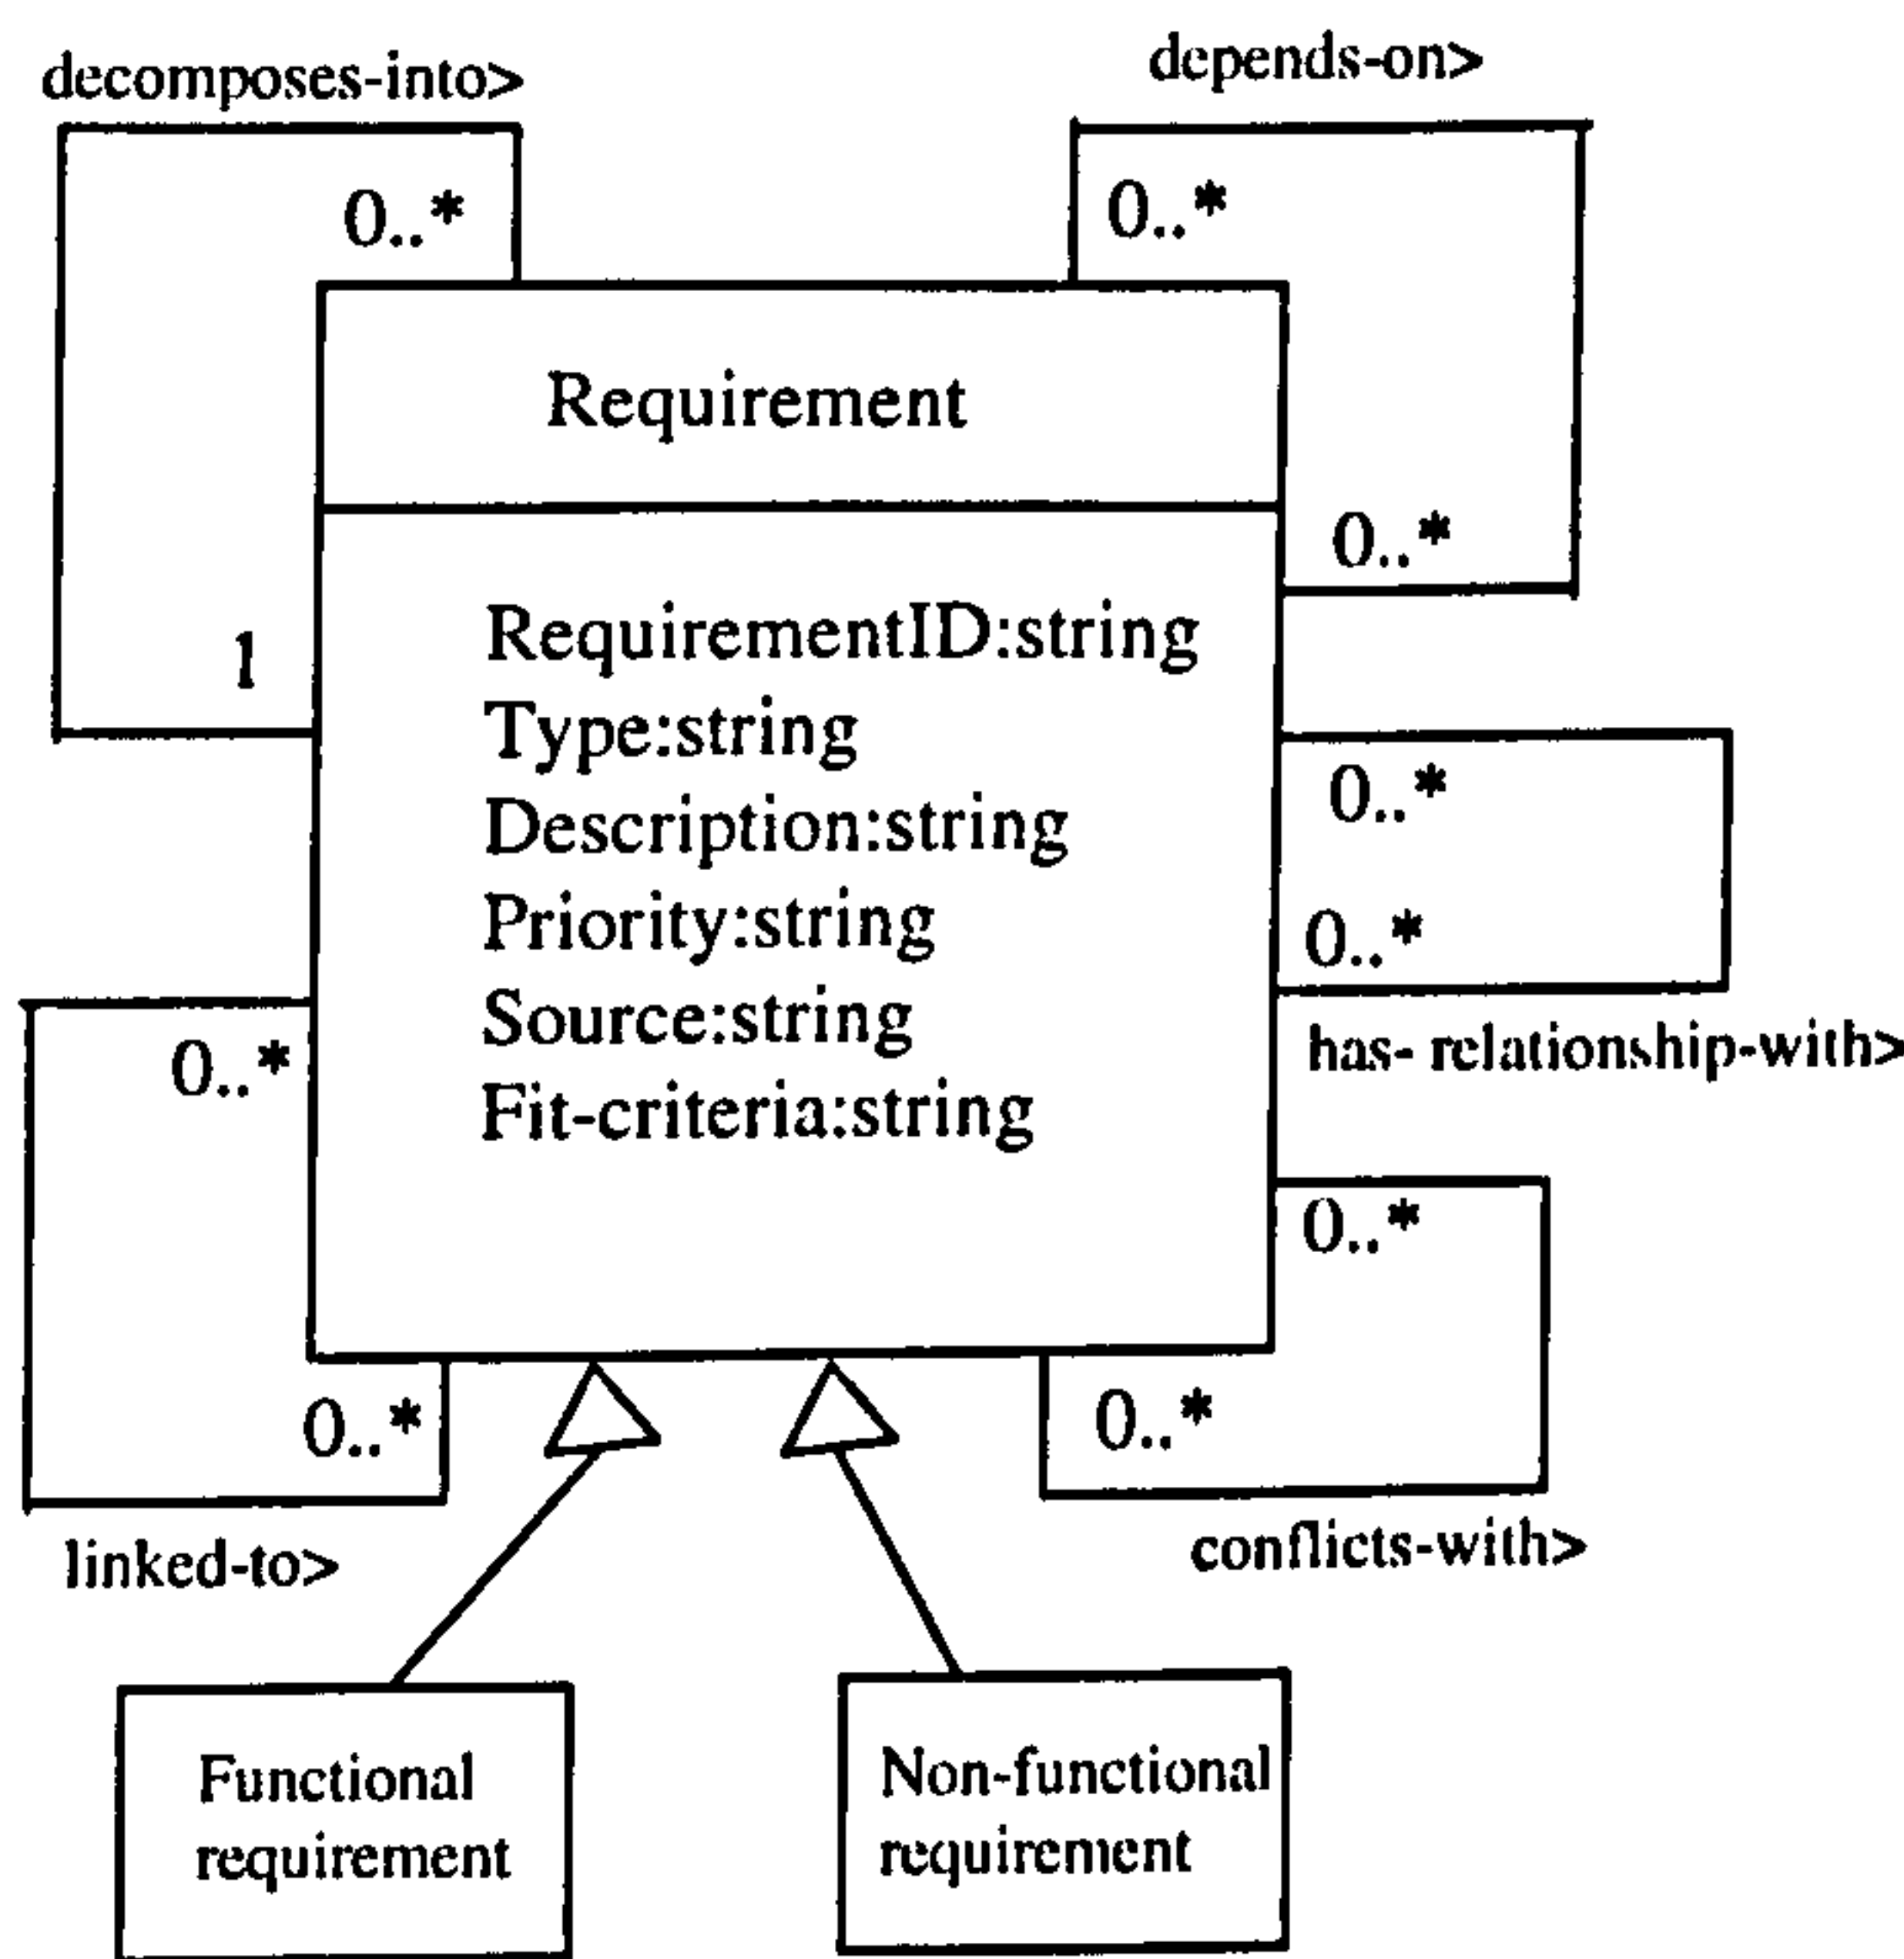 decomposes-into>
depends-on>
0..*
0..*
Requirement
0..*
RequirementID:string
1
Type:string
0..*
Description:string
Priority:string
0..*
Source:string
0..*
has- relationship-with>
Fit-criteria:string
0..*
0..*
0..*
linked-to>
conflicts-with>
Functional
requirement
Non-functional
requirement